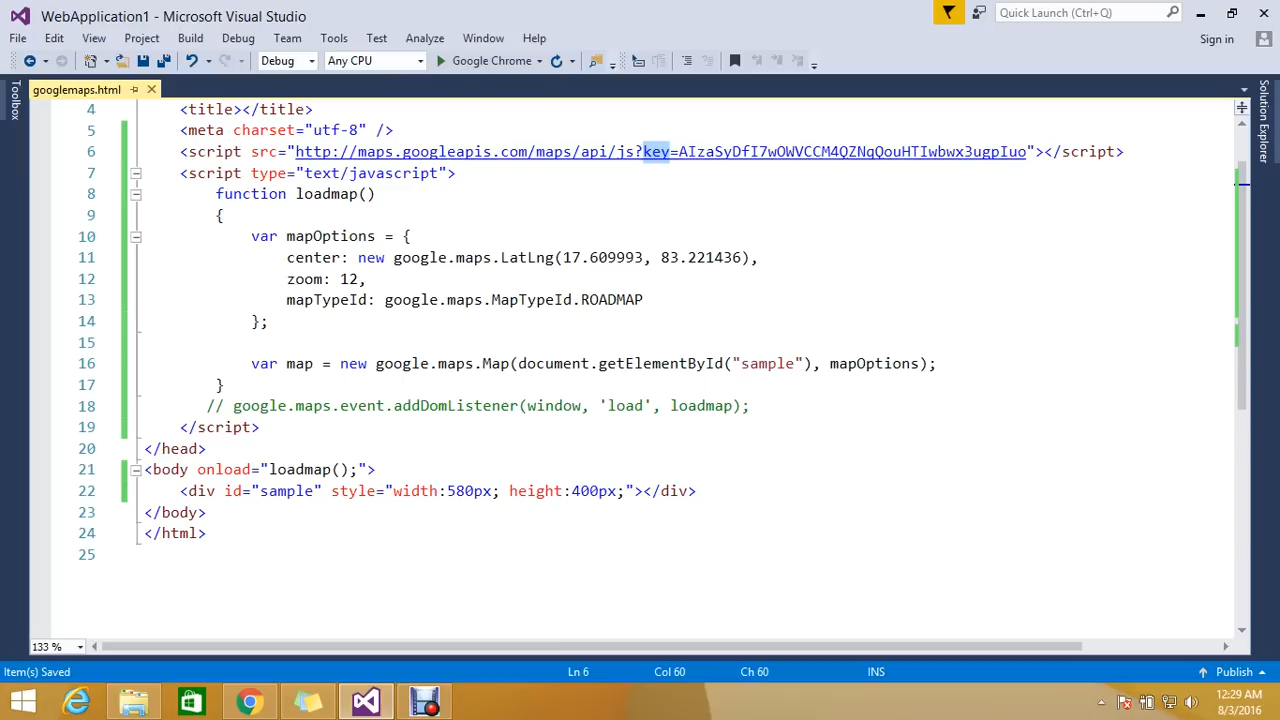 WebApplication1 - Microsoft Visual Studio
Quick Launch (Ctrl+Q)
File Edit View Project Build Debug Team Tools Test Analyze Window Help
Sign in
Debug Any CPU Google Chrome
googlemaps.html
Toolbox
Solution Explorer
4 <title></title>
5 <meta charset="utf-8" />
6 <script src="http://maps.googleapis.com/maps/api/js?key=AIzaSyDfI7wOWVCCM4QZNqQouHTIwbwx3ugpIuo"></script>
7 <script type="text/javascript">
8 function loadmap()
9 {
10 var mapOptions = {
11 center: new google.maps.LatLng(17.609993, 83.221436),
12 zoom: 12,
13 mapTypeId: google.maps.MapTypeId.ROADMAP
14 };
15
16 var map = new google.maps.Map(document.getElementById("sample"), mapOptions);
17 }
18 // google.maps.event.addDomListener(window, 'load', loadmap);
19 </script>
20 </head>
21 <body onload="loadmap();">
22 <div id="sample" style="width:580px; height:400px;"></div>
23 </body>
24 </html>
25
133 %
Item(s) Saved Ln 6 Col 60 Ch 60 INS Publish
12:29 AM
8/3/2016